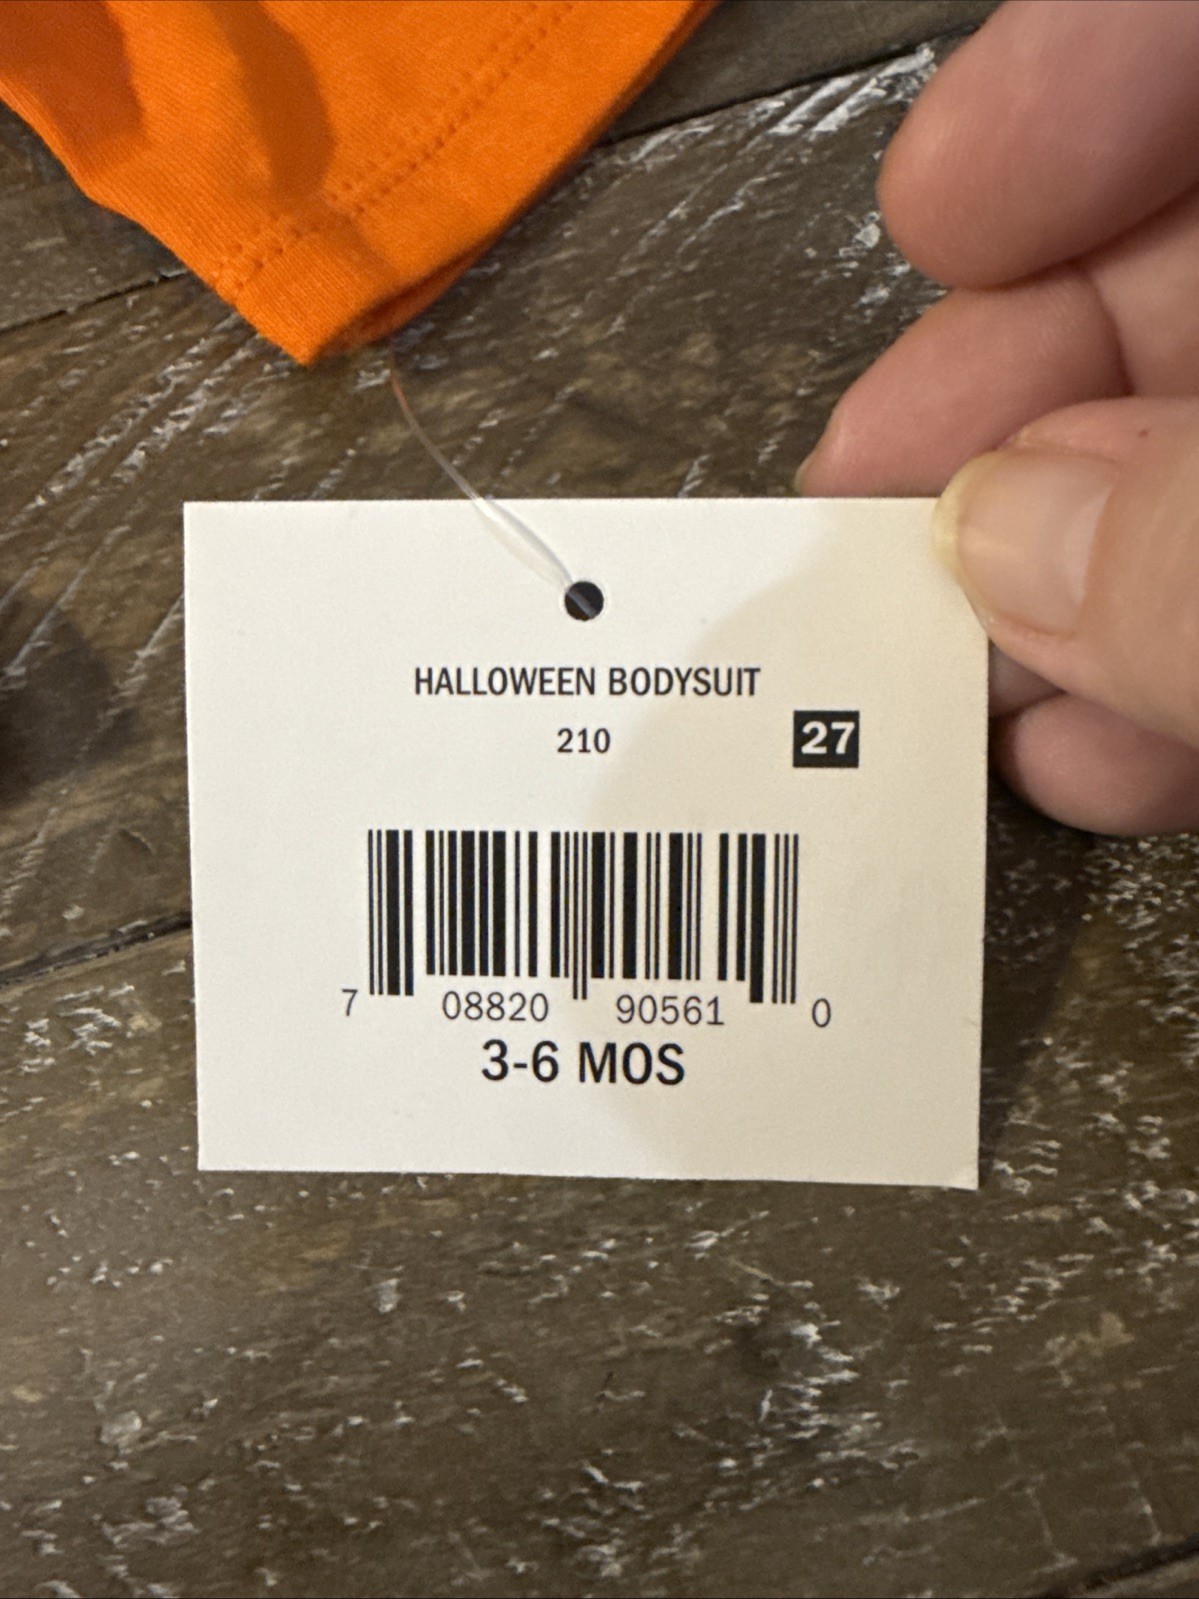 HALLOWEEN BODYSUIT
210
27
7 08820 90561 0
3-6 MOS